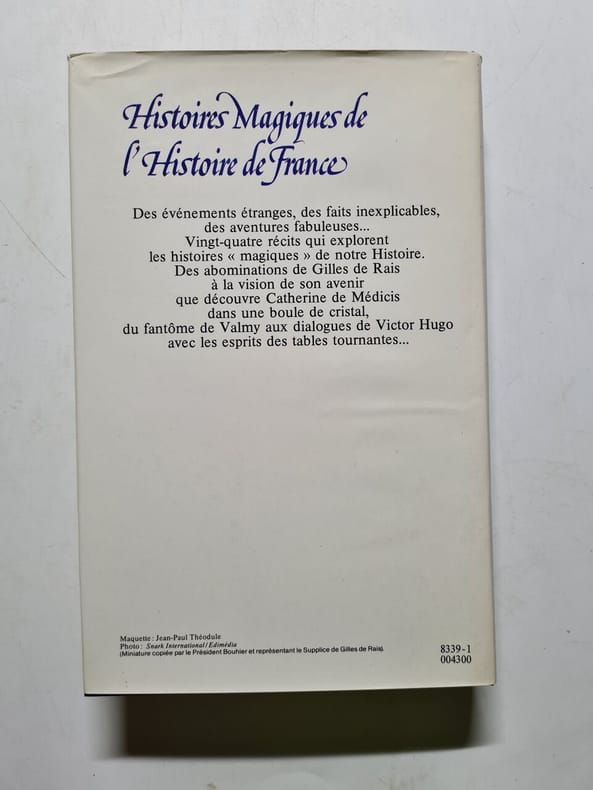 Histoires Magiques de
l'Histoire de France
Des événements étranges, des faits inexplicables,
des aventures fabuleuses...
Vingt-quatre récits qui explorent
les histoires « magiques » de notre Histoire.
Des abominations de Gilles de Rais
à la vision de son avenir
que découvre Catherine de Médicis
dans une boule de cristal,
du fantôme de Valmy aux dialogues de Victor Hugo
avec les esprits des tables tournantes...
Maquette : Jean-Paul Théodule
Photo : Snark International / Edimédia
(Miniature copiée par le Président Bouhier et représentant le Supplice de Gilles de Rais).
8339-1
004300